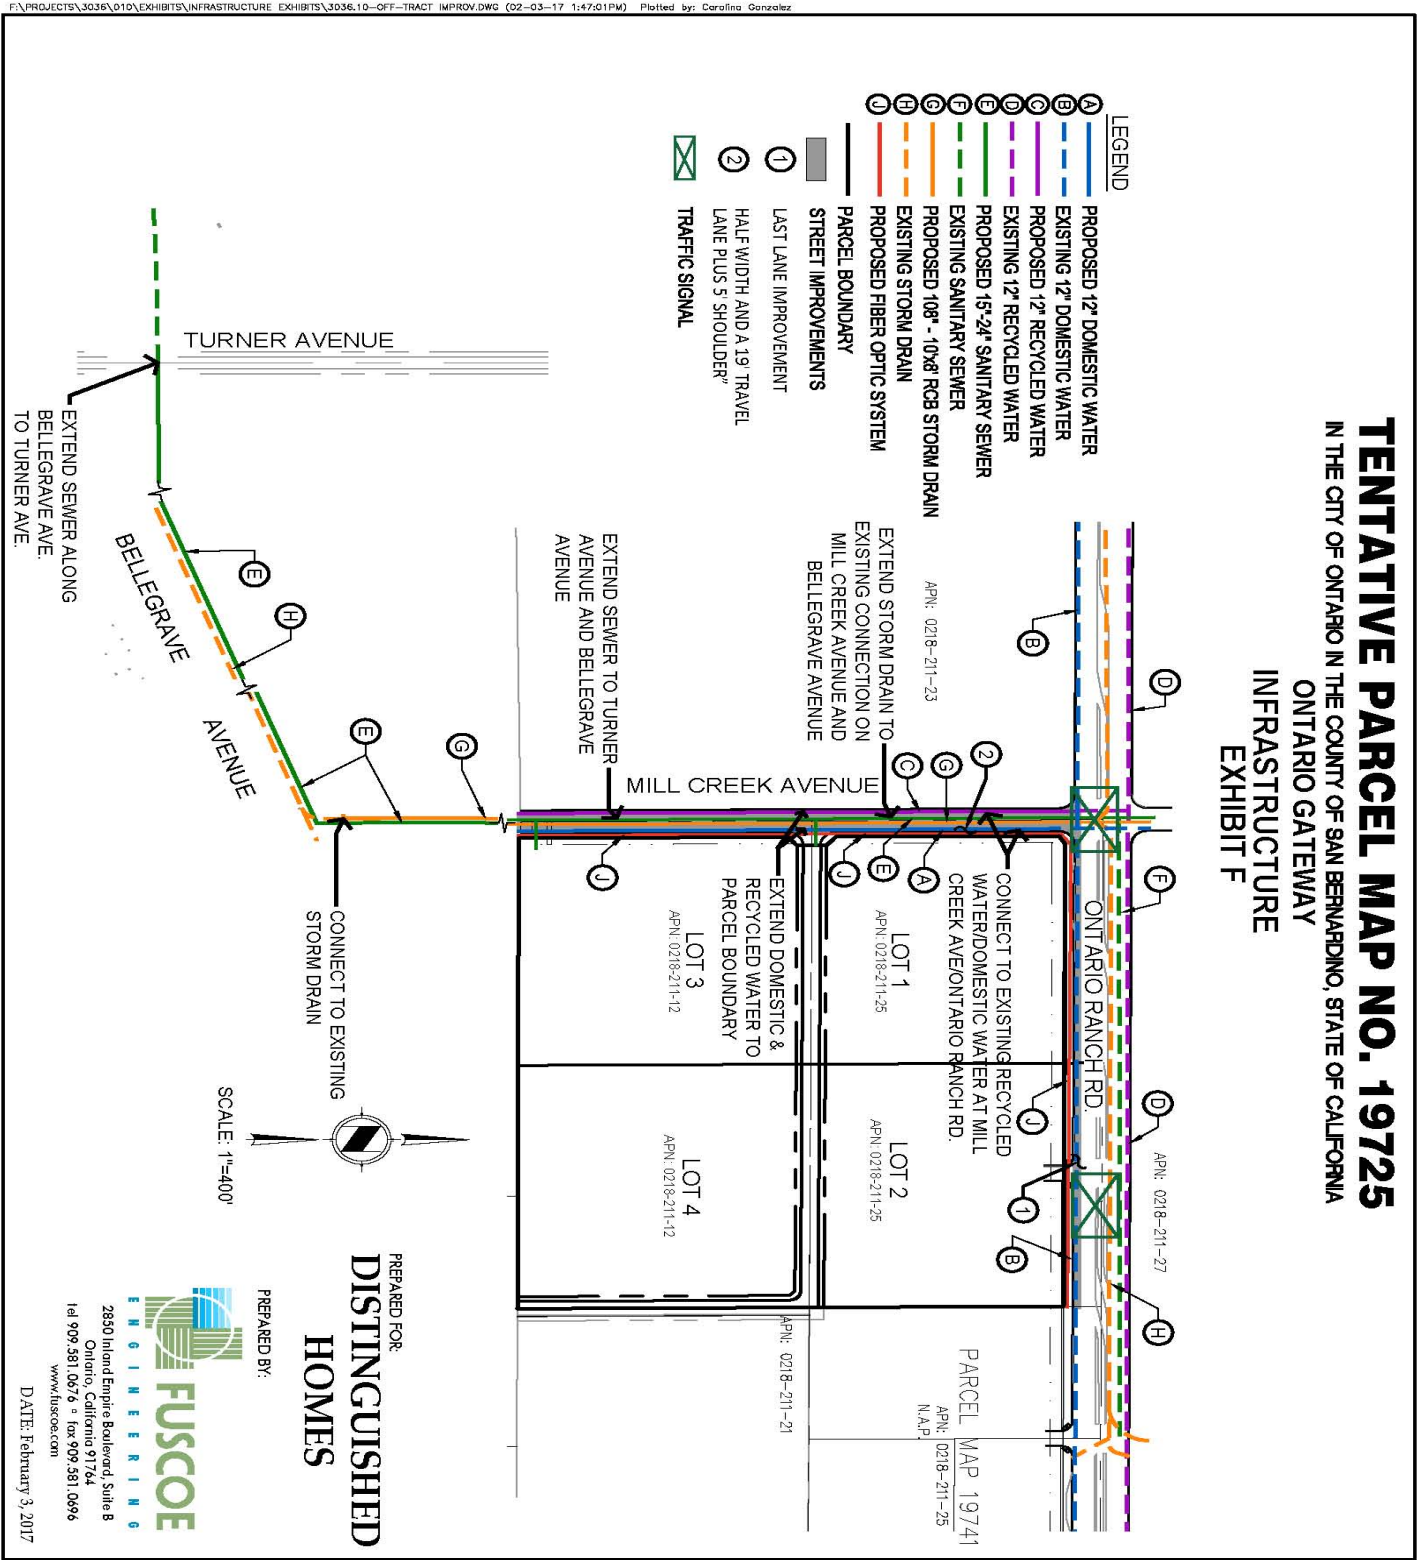 F:\PROJECTS\3036\010\EXHIBITS\INFRASTRUCTURE EXHIBITS\3036.10-OFF-TRACT IMPROV.DWG (02-03-17 1:47:01PM) Plotted by: Carolina Gonzalez
TENTATIVE PARCEL MAP NO. 19725
IN THE CITY OF ONTARIO IN THE COUNTY OF SAN BERNARDINO, STATE OF CALIFORNIA
ONTARIO GATEWAY
INFRASTRUCTURE
EXHIBIT F
LEGEND
A PROPOSED 12" DOMESTIC WATER
B EXISTING 12" DOMESTIC WATER
C PROPOSED 12" RECYCLED WATER
D EXISTING 12" RECYCLED WATER
E PROPOSED 15"-24" SANITARY SEWER
F EXISTING SANITARY SEWER
G PROPOSED 108" - 10'x8' RCB STORM DRAIN
H EXISTING STORM DRAIN
J PROPOSED FIBER OPTIC SYSTEM
PARCEL BOUNDARY
STREET IMPROVEMENTS
1 LAST LANE IMPROVEMENT
2 HALF WIDTH AND A 19' TRAVEL
LANE PLUS 5' SHOULDER"
TRAFFIC SIGNAL
D
D
APN: 0218-211-27
F
H
B
ONTARIO RANCH RD.
1
B
J
APN: 0218-211-23
2
G
C
A
E
J
CONNECT TO EXISTING RECYCLED
WATER/DOMESTIC WATER AT MILL
CREEK AVE/ONTARIO RANCH RD.
PARCEL MAP 19741
APN: 0218-211-25
N.A.P.
EXTEND STORM DRAIN TO
EXISTING CONNECTION ON
MILL CREEK AVENUE AND
BELLEGRAVE AVENUE
MILL CREEK AVENUE
LOT 1
APN: 0218-211-25
LOT 2
APN: 0218-211-25
EXTEND DOMESTIC &
RECYCLED WATER TO
PARCEL BOUNDARY
APN: 0218-211-21
LOT 3
APN: 0218-211-12
LOT 4
APN: 0218-211-12
EXTEND SEWER TO TURNER
AVENUE AND BELLEGRAVE
AVENUE
J
G
E
H
E
TURNER AVENUE
BELLEGRAVE
AVENUE
EXTEND SEWER ALONG
BELLEGRAVE AVE.
TO TURNER AVE.
CONNECT TO EXISTING
STORM DRAIN
SCALE: 1"=400'
PREPARED FOR:
DISTINGUISHED
HOMES
PREPARED BY:
FUSCOE
ENGINEERING
2850 Inland Empire Boulevard, Suite B
Ontario, California 91764
tel 909.581.0676 ° fax 909.581.0696
www.fuscoe.com
DATE: February 3, 2017